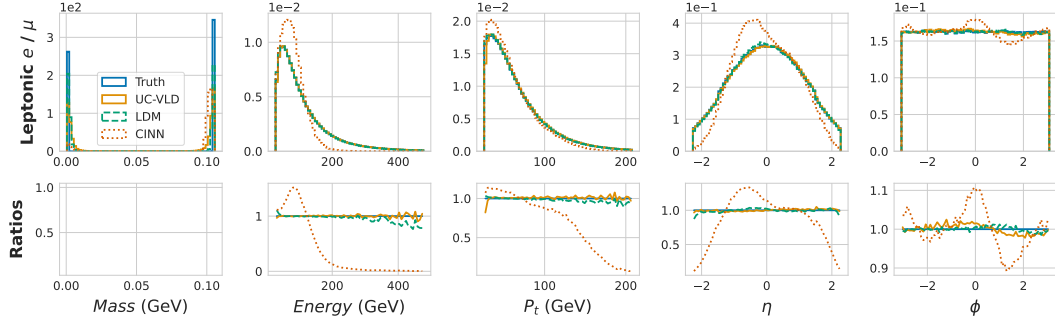 1e2
1e−2
1e−2
1e−1
1e−1
Leptonic e / μ
3
2
1
0
0.00 0.05 0.10
Truth
UC-VLD
LDM
CINN
1.0
0.5
0.0
200 400
2.0
1.5
1.0
0.5
0.0
100 200
4
3
2
1
0
−2 0 2
1.5
1.0
0.5
0.0
−2 0 2
Ratios
1.0
0.5
0.00 0.05 0.10
Mass (GeV)
1
0
200 400
Energy (GeV)
1.0
0.5
100 200
Pt (GeV)
1.0
0.5
−2 0 2
η
1.1
1.0
0.9
−2 0 2
ϕ